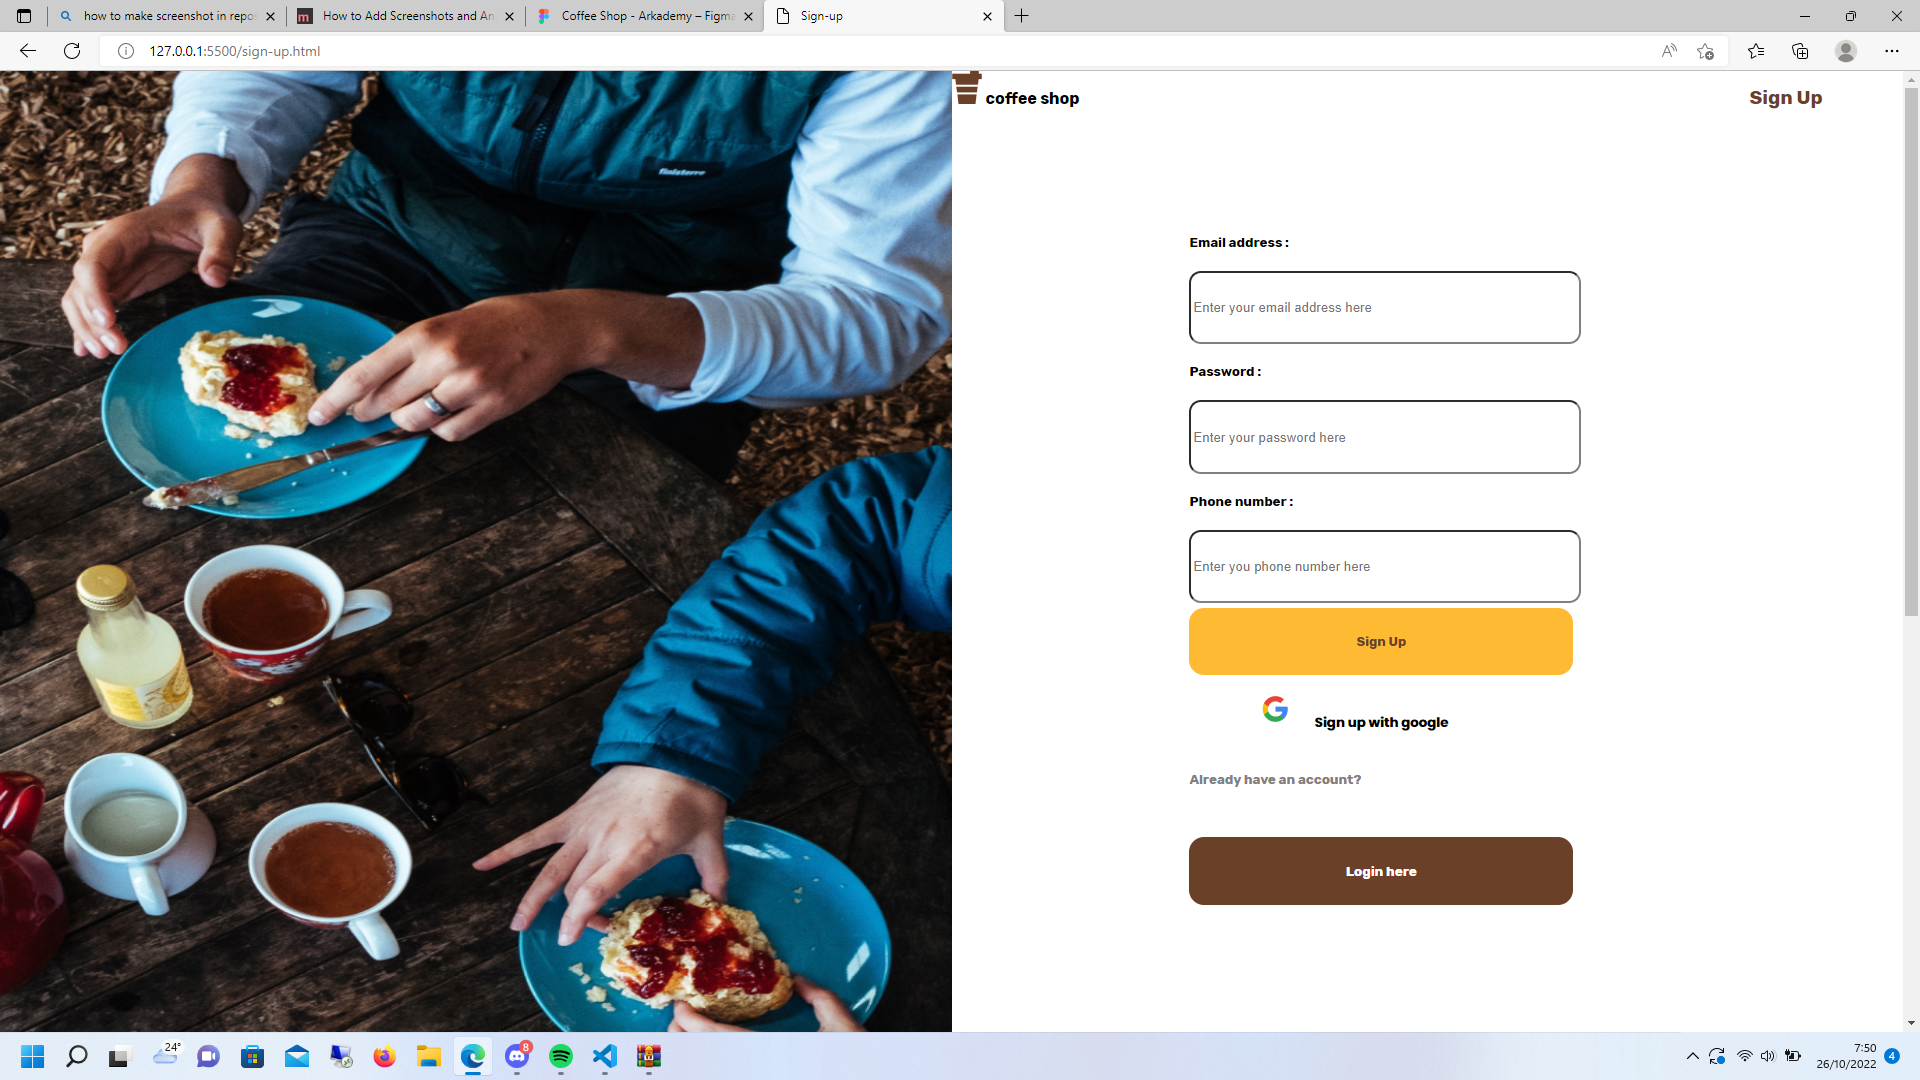 how to make screenshot in repos
How to Add Screenshots and An
Coffee Shop - Arkademy – Figma
Sign-up
127.0.0.1:5500/sign-up.html
finisterre
coffee shop
Sign Up
Email address :
Enter your email address here
Password :
Enter your password here
Phone number :
Enter you phone number here
Sign Up
Sign up with google
Already have an account?
Login here
24°
8
7:50
26/10/2022
4